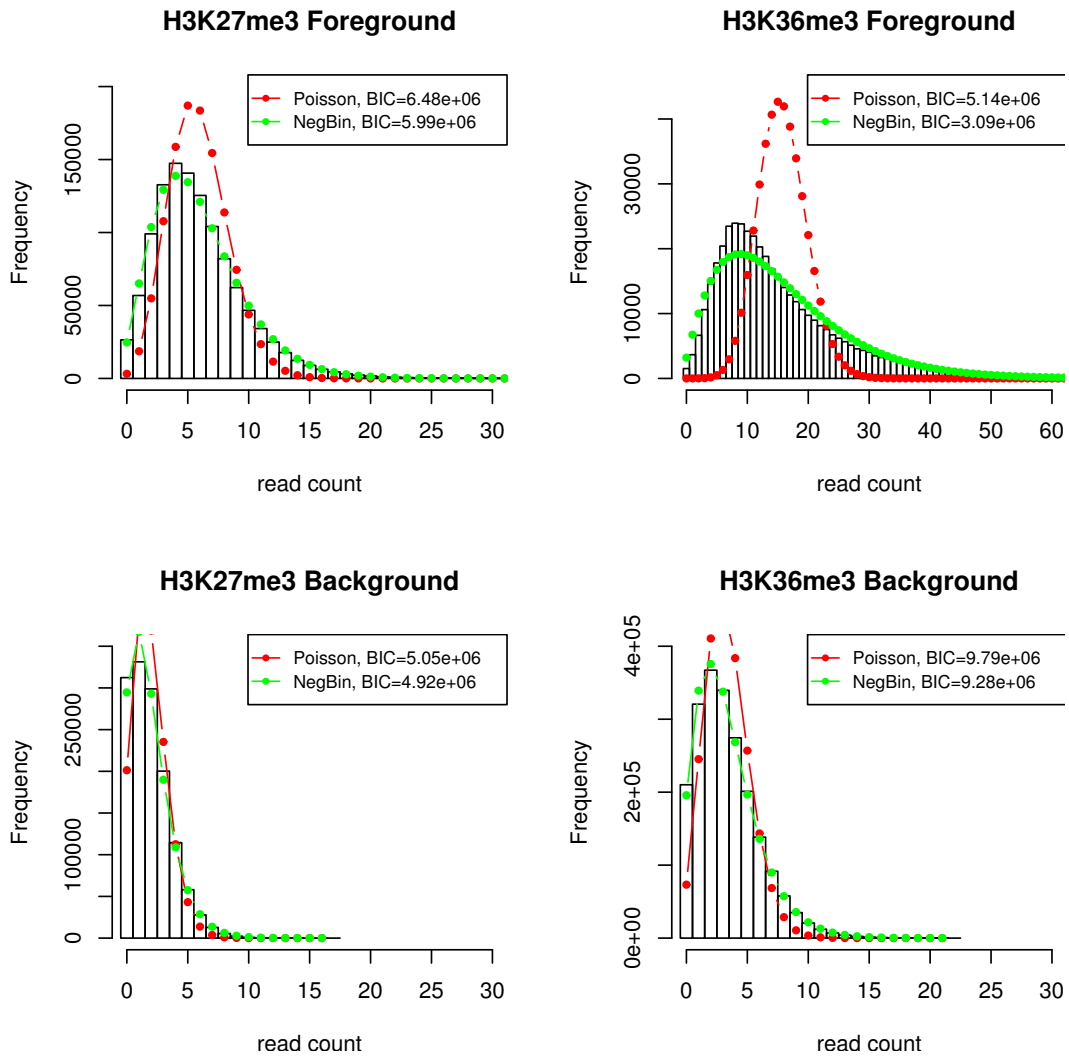 H3K27me3 Foreground
Poisson, BIC=6.48e+06
NegBin, BIC=5.99e+06
Frequency
0
50000
150000
0 5 10 15 20 25 30
read count
H3K36me3 Foreground
Poisson, BIC=5.14e+06
NegBin, BIC=3.09e+06
Frequency
0
10000
30000
0 10 20 30 40 50 60
read count
H3K27me3 Background
Poisson, BIC=5.05e+06
NegBin, BIC=4.92e+06
Frequency
0
100000
250000
0 5 10 15 20 25 30
read count
H3K36me3 Background
Poisson, BIC=9.79e+06
NegBin, BIC=9.28e+06
Frequency
0e+00
2e+05
4e+05
0 5 10 15 20 25 30
read count